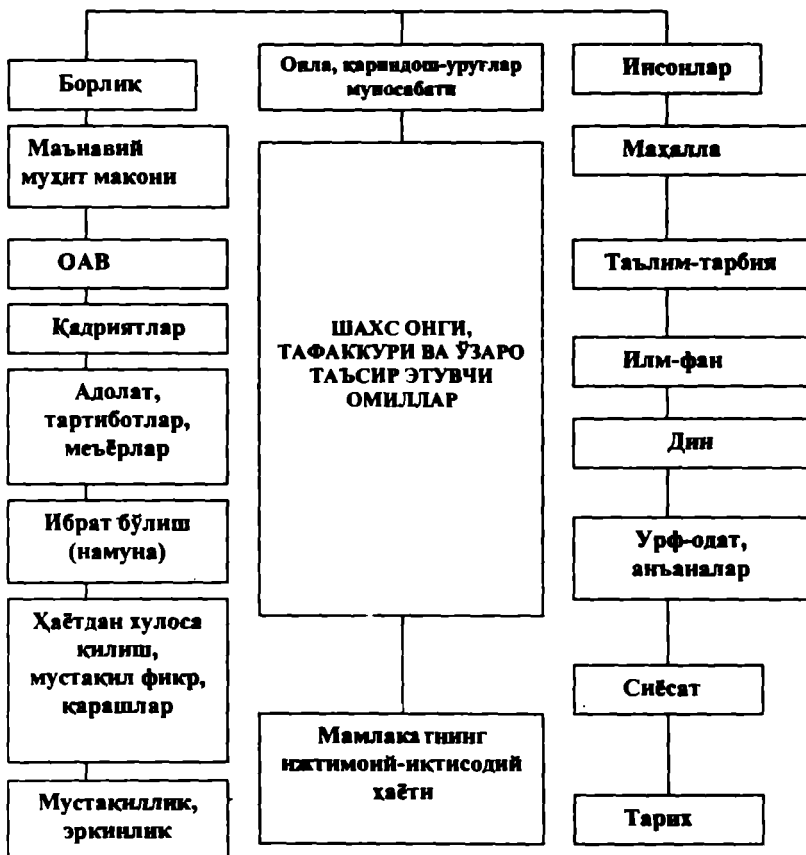 Борлиқ
Маънавий
муҳит макони
ОАВ
Қадриятлар
Адолат,
тартиботлар,
меъёрлар
Ибрат бўлиш
(намуна)
Ҳаётдан хулоса
қилиш,
мустақил фикр,
қарашлар
Мустақиллик,
эркинлик
Оила, қариндош-уруғлар
муносабати
ШАХС ОНГИ,
ТАФАККУРИ ВА ЎЗАРО
ТАЪСИР ЭТУВЧИ
ОМИЛЛАР
Мамлакатнинг
ижтимоий-иқтисодий
ҳаёти
Инсонлар
Маҳалла
Таълим-тарбия
Илм-фан
Дин
Урф-одат,
анъаналар
Сиёсат
Тарих